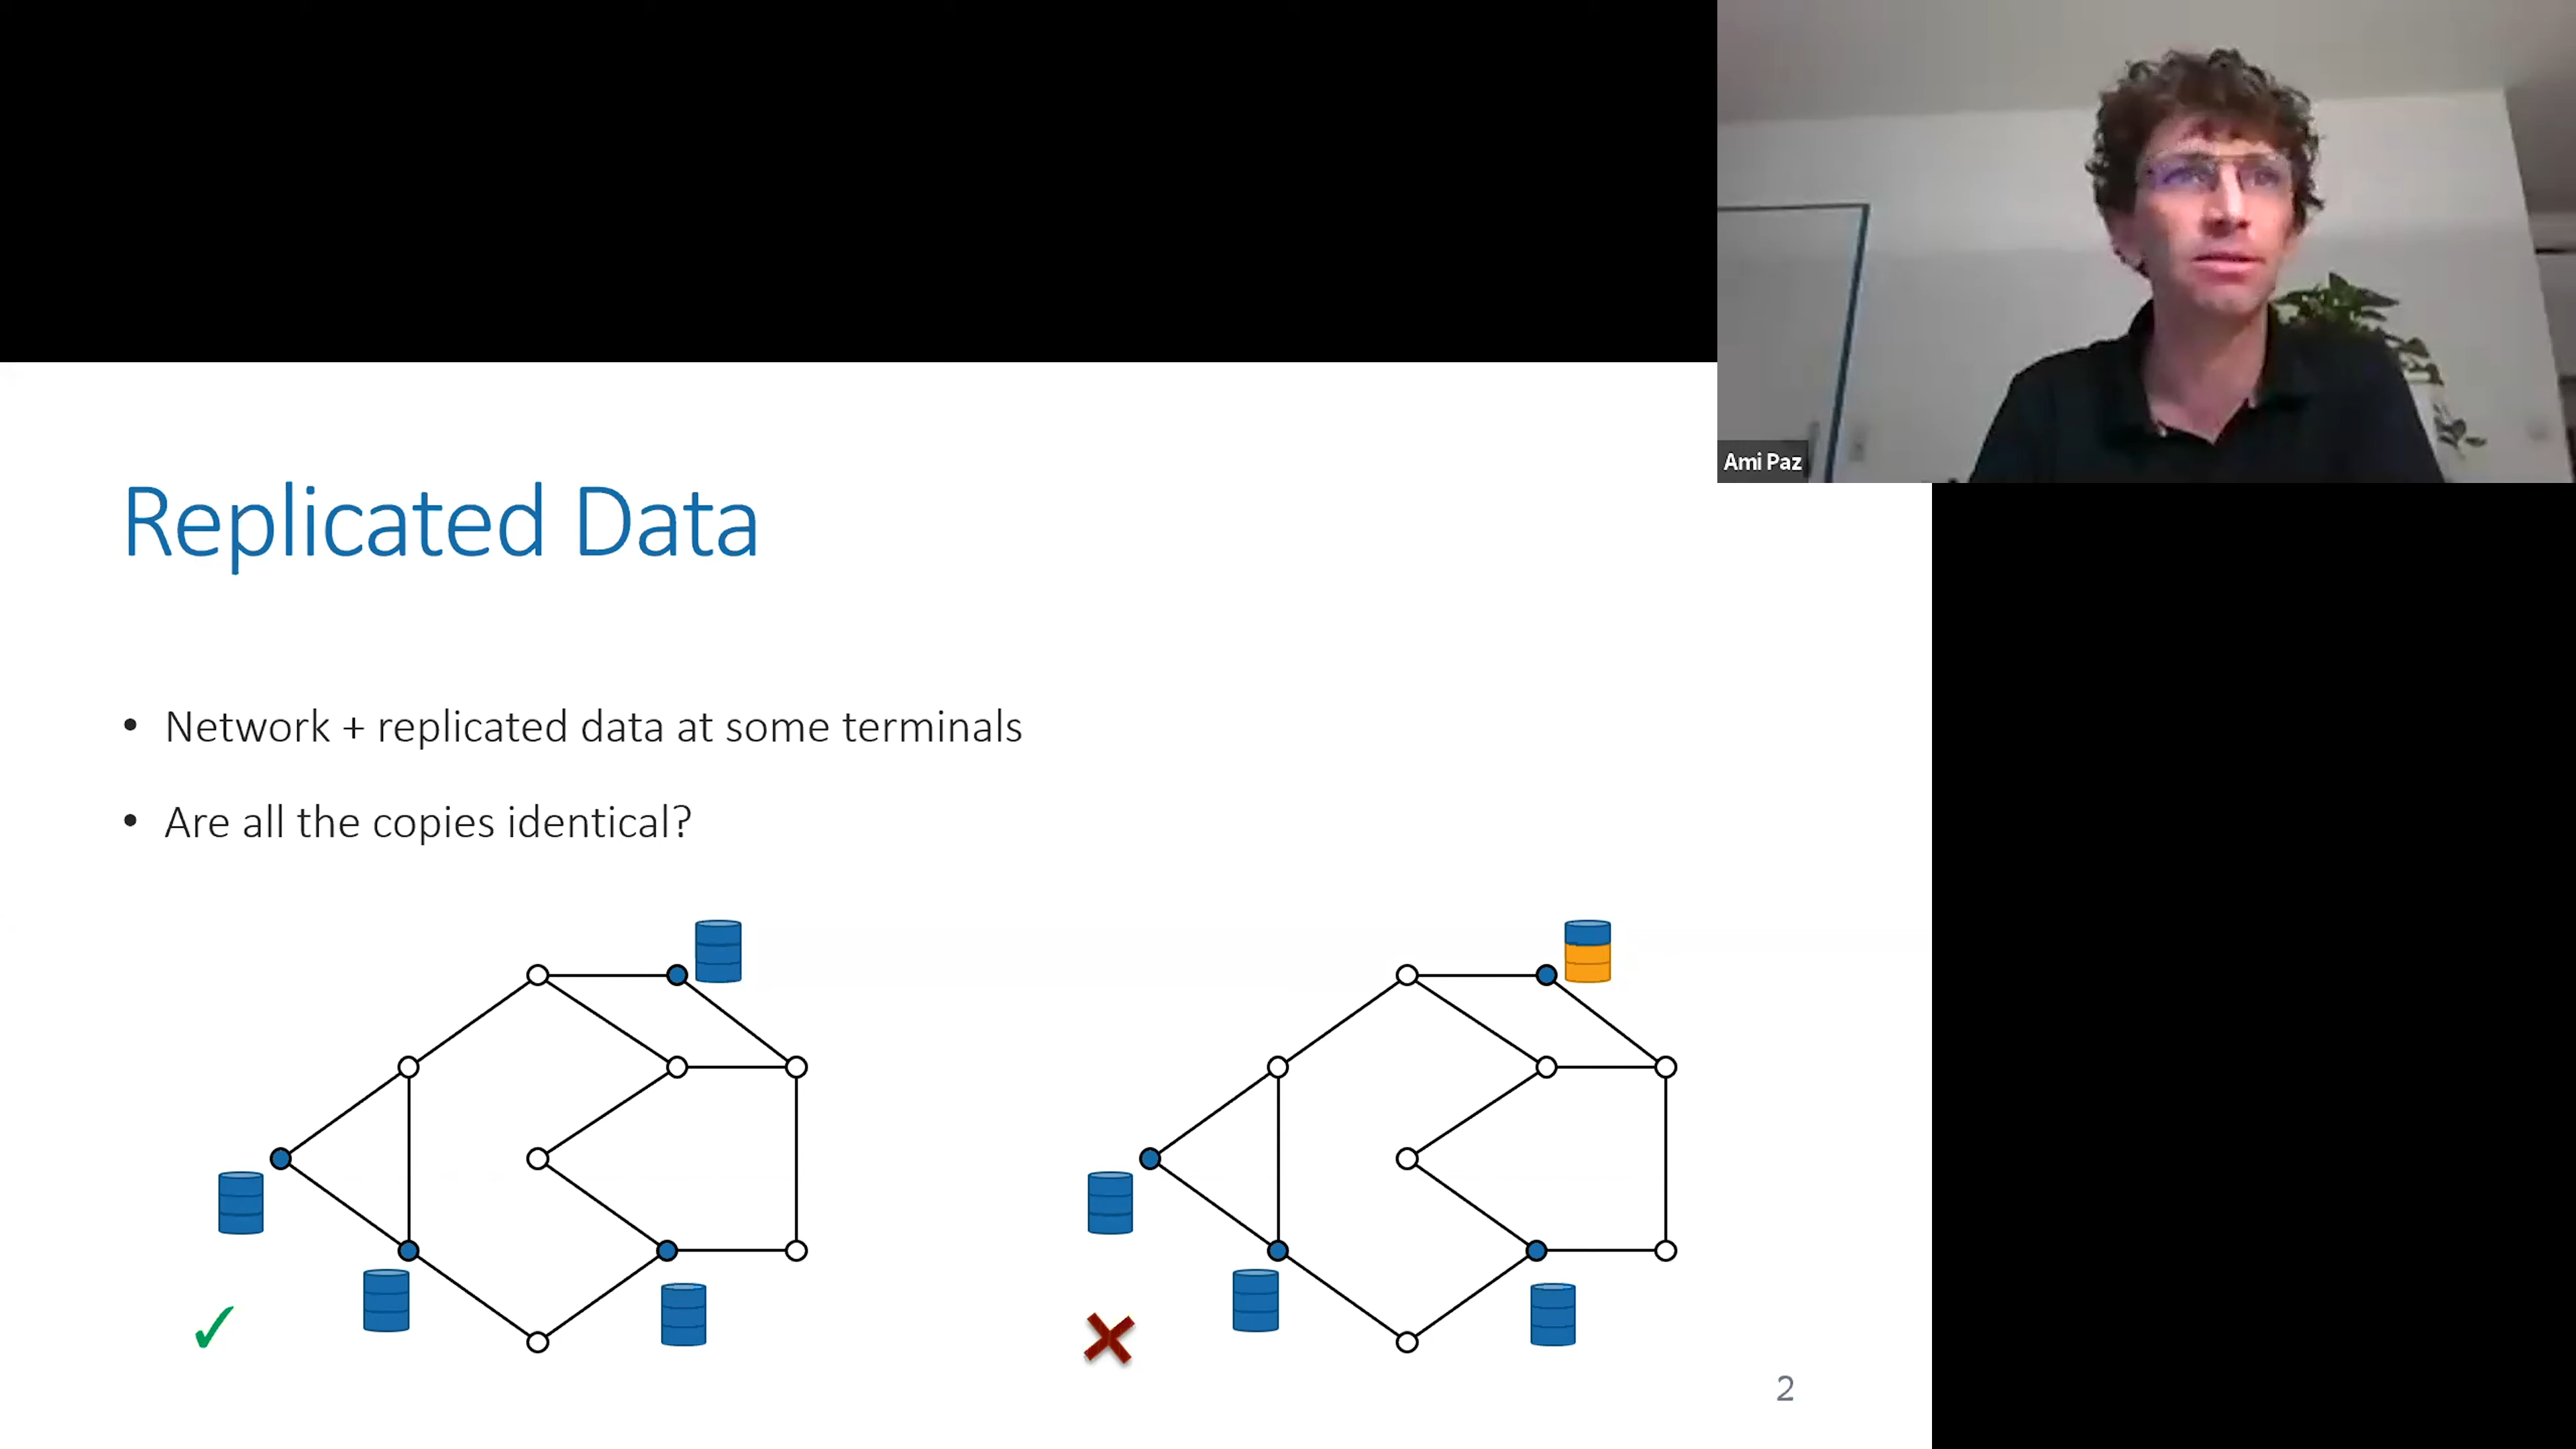 Ami Paz
Replicated Data
• Network + replicated data at some terminals
• Are all the copies identical?
2